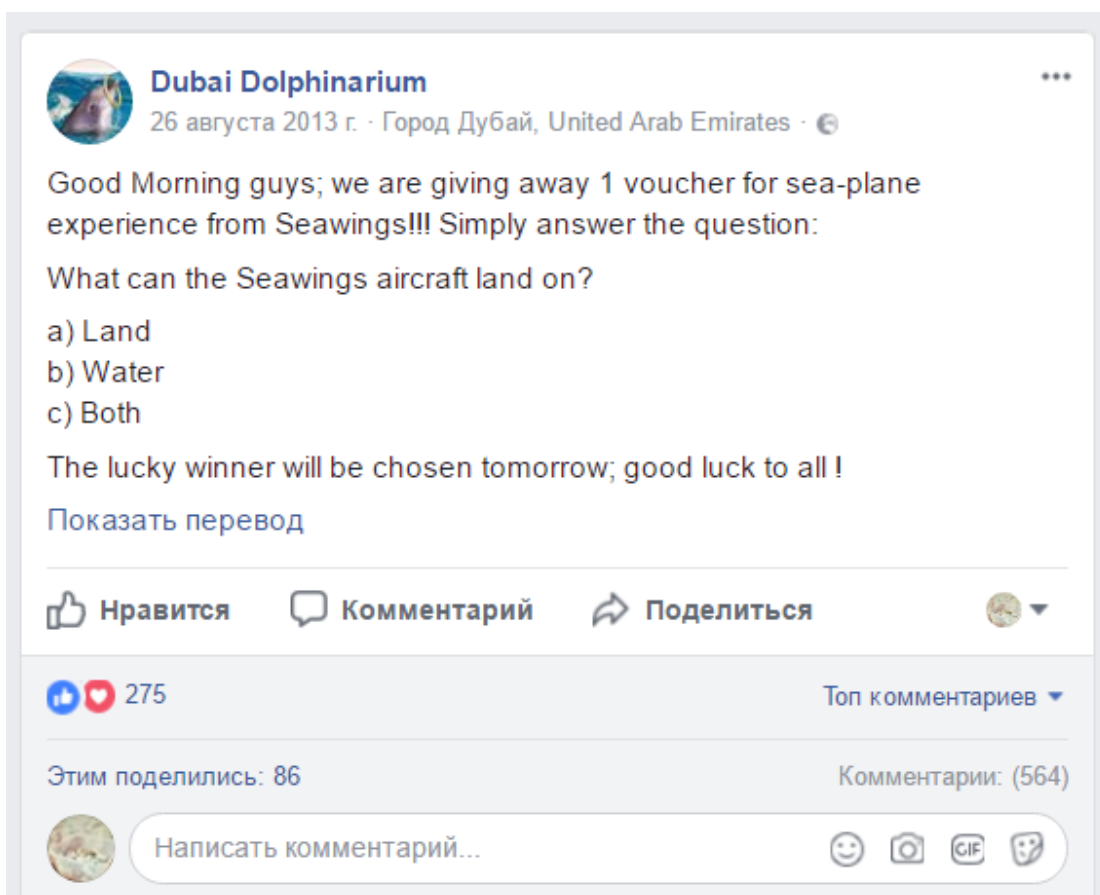 Dubai Dolphinarium
26 августа 2013 г. · Город Дубай, United Arab Emirates ·
Good Morning guys; we are giving away 1 voucher for sea-plane
experience from Seawings!!! Simply answer the question:
What can the Seawings aircraft land on?
a) Land
b) Water
c) Both
The lucky winner will be chosen tomorrow; good luck to all !
Показать перевод
Нравится Комментарий Поделиться
275 Топ комментариев
Этим поделились: 86 Комментарии: (564)
Написать комментарий... GIF